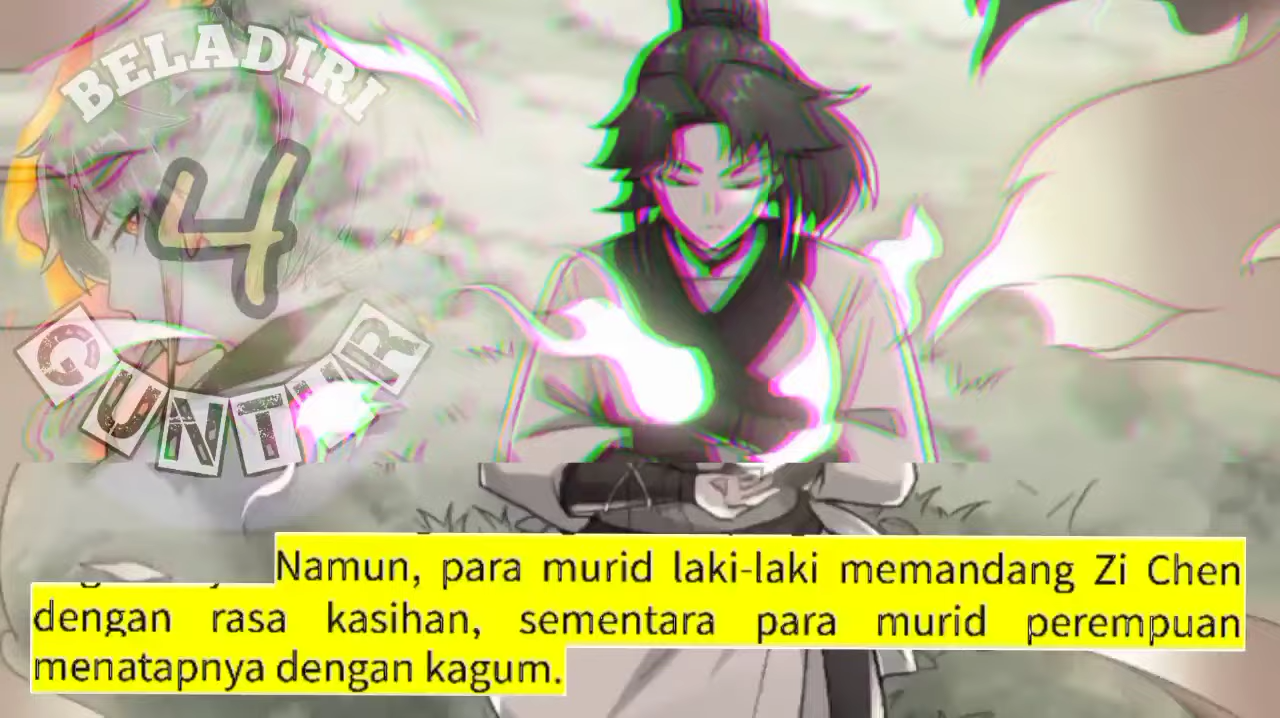 BELADIRI
4
GUNTUR
Namun, para murid laki-laki memandang Zi Chen
dengan rasa kasihan, sementara para murid perempuan
menatapnya dengan kagum.